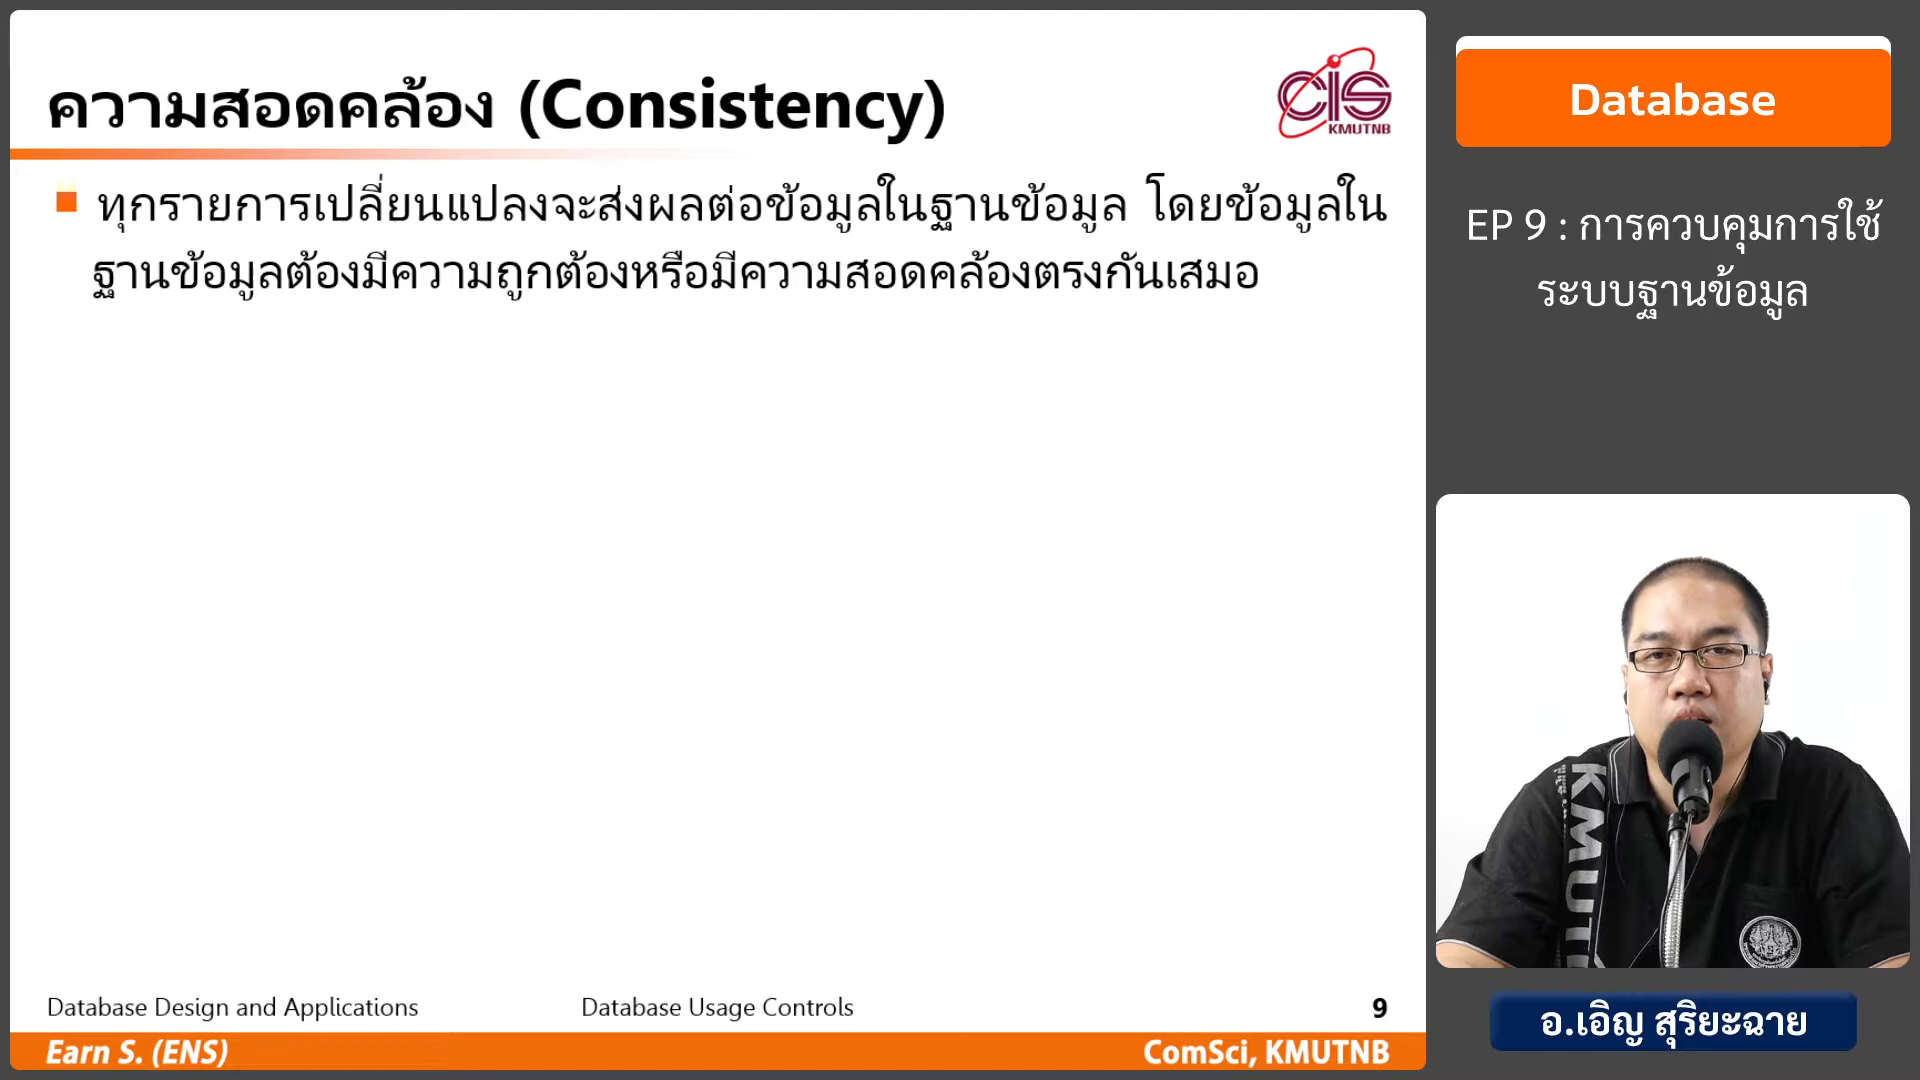 ความสอดคล้อง (Consistency)
CIS
KMUTNB
ทุกรายการเปลี่ยนแปลงจะส่งผลต่อข้อมูลในฐานข้อมูล โดยข้อมูลใน
ฐานข้อมูลต้องมีความถูกต้องหรือมีความสอดคล้องตรงกันเสมอ
Database Design and Applications
Database Usage Controls
9
Earn S. (ENS)
ComSci, KMUTNB
Database
EP 9 : การควบคุมการใช้
ระบบฐานข้อมูล
KMUT
อ.เอิญ สุริยะฉาย